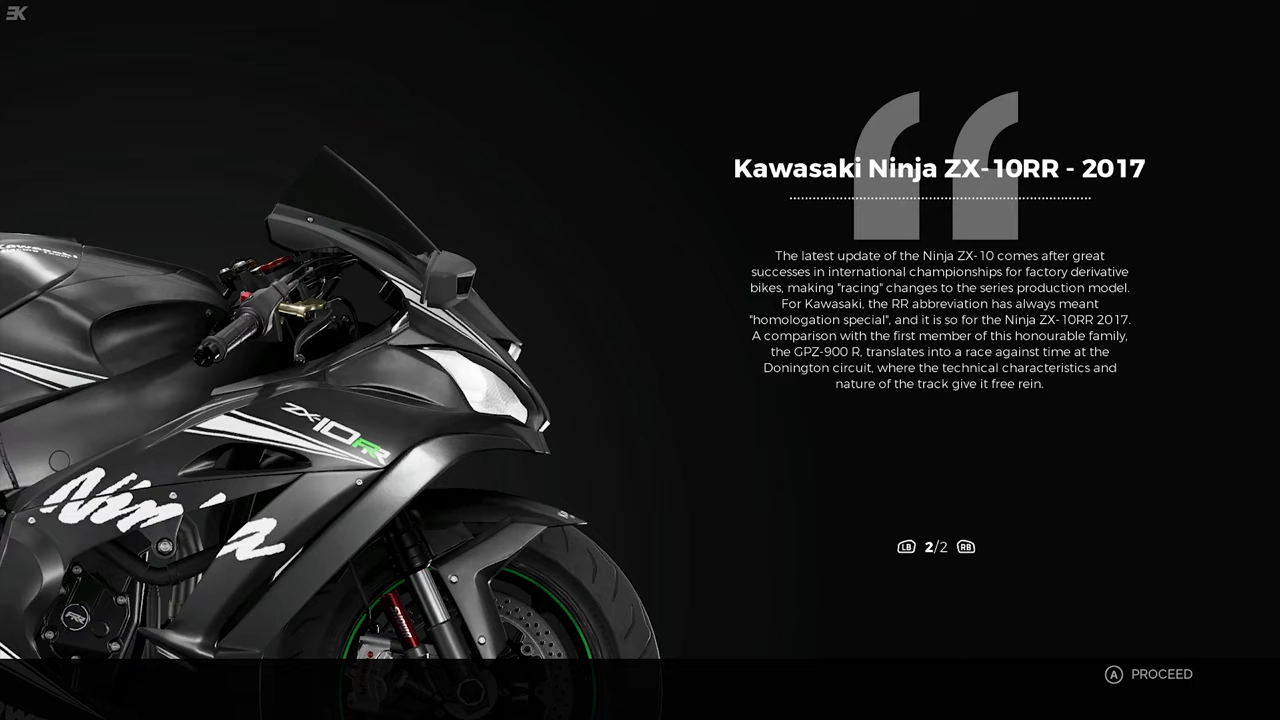 3K
Kawasaki Ninja ZX-10RR - 2017
The latest update of the Ninja ZX-10 comes after great
successes in international championships for factory derivative
bikes, making "racing" changes to the series production model.
For Kawasaki, the RR abbreviation has always meant
"homologation special", and it is so for the Ninja ZX-10RR 2017.
A comparison with the first member of this honourable family,
the GPZ-900 R, translates into a race against time at the
Donington circuit, where the technical characteristics and
nature of the track give it free rein.
ZX-10RR
Ninja
LB 2/2 RB
A PROCEED